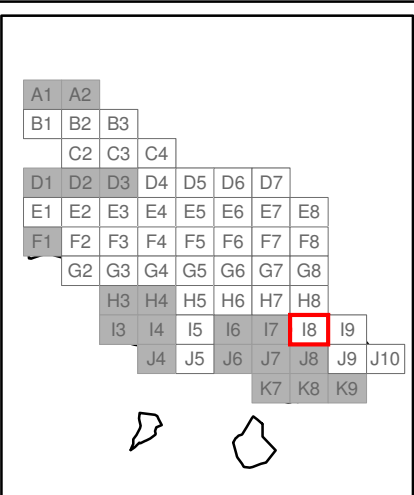 A1 A2
B1 B2 B3
C2 C3 C4
D1 D2 D3 D4 D5 D6 D7
E1 E2 E3 E4 E5 E6 E7 E8
F1 F2 F3 F4 F5 F6 F7 F8
G2 G3 G4 G5 G6 G7 G8
H3 H4 H5 H6 H7 H8
I3 I4 I5 I6 I7 I8 I9
J4 J5 J6 J7 J8 J9 J10
K7 K8 K9